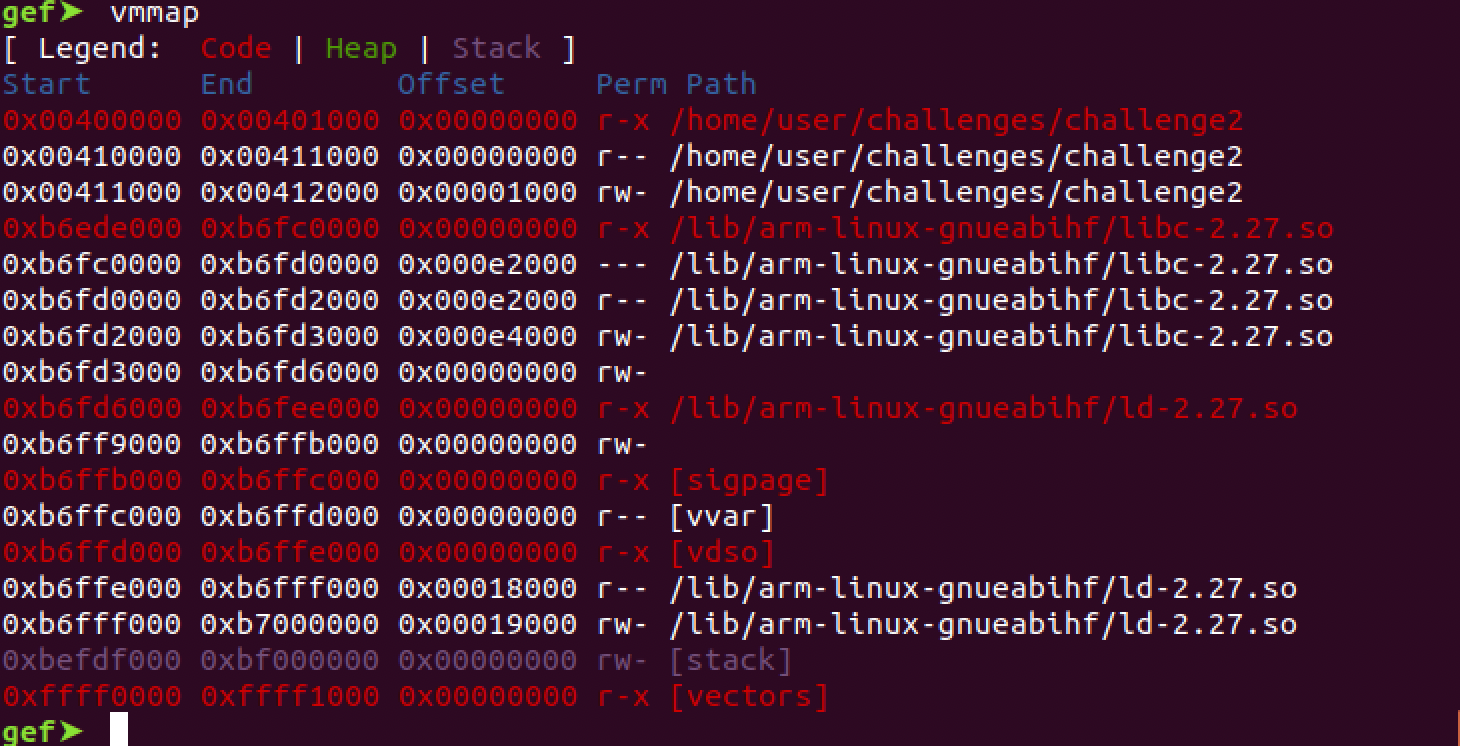 gef➤  vmmap
[ Legend:  Code | Heap | Stack ]
Start      End        Offset     Perm Path
0x00400000 0x00401000 0x00000000 r-x /home/user/challenges/challenge2
0x00410000 0x00411000 0x00000000 r-- /home/user/challenges/challenge2
0x00411000 0x00412000 0x00001000 rw- /home/user/challenges/challenge2
0xb6ede000 0xb6fc0000 0x00000000 r-x /lib/arm-linux-gnueabihf/libc-2.27.so
0xb6fc0000 0xb6fd0000 0x000e2000 --- /lib/arm-linux-gnueabihf/libc-2.27.so
0xb6fd0000 0xb6fd2000 0x000e2000 r-- /lib/arm-linux-gnueabihf/libc-2.27.so
0xb6fd2000 0xb6fd3000 0x000e4000 rw- /lib/arm-linux-gnueabihf/libc-2.27.so
0xb6fd3000 0xb6fd6000 0x00000000 rw-
0xb6fd6000 0xb6fee000 0x00000000 r-x /lib/arm-linux-gnueabihf/ld-2.27.so
0xb6ff9000 0xb6ffb000 0x00000000 rw-
0xb6ffb000 0xb6ffc000 0x00000000 r-x [sigpage]
0xb6ffc000 0xb6ffd000 0x00000000 r-- [vvar]
0xb6ffd000 0xb6ffe000 0x00000000 r-x [vdso]
0xb6ffe000 0xb6fff000 0x00018000 r-- /lib/arm-linux-gnueabihf/ld-2.27.so
0xb6fff000 0xb7000000 0x00019000 rw- /lib/arm-linux-gnueabihf/ld-2.27.so
0xbefdf000 0xbf000000 0x00000000 rw- [stack]
0xffff0000 0xffff1000 0x00000000 r-x [vectors]
gef➤